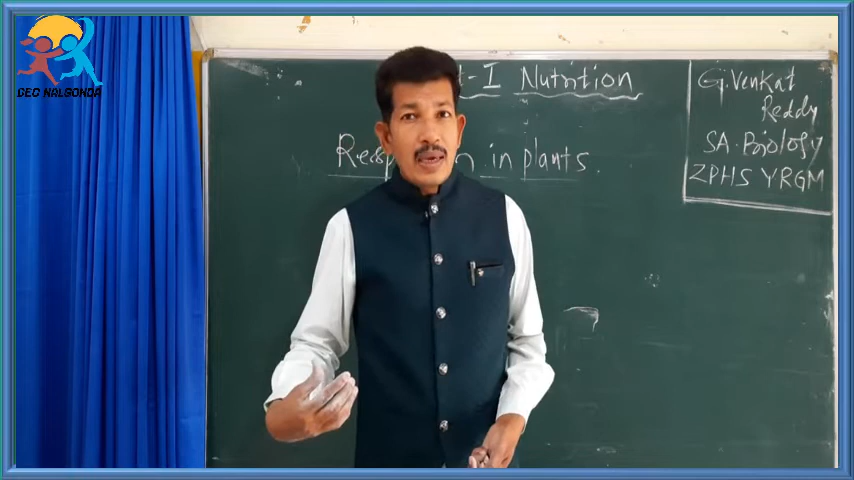 DEO NALGONDA
-I Nutrition
in plants.
G.Venkat
Reddy
SA. Biology
ZPHS YRGM